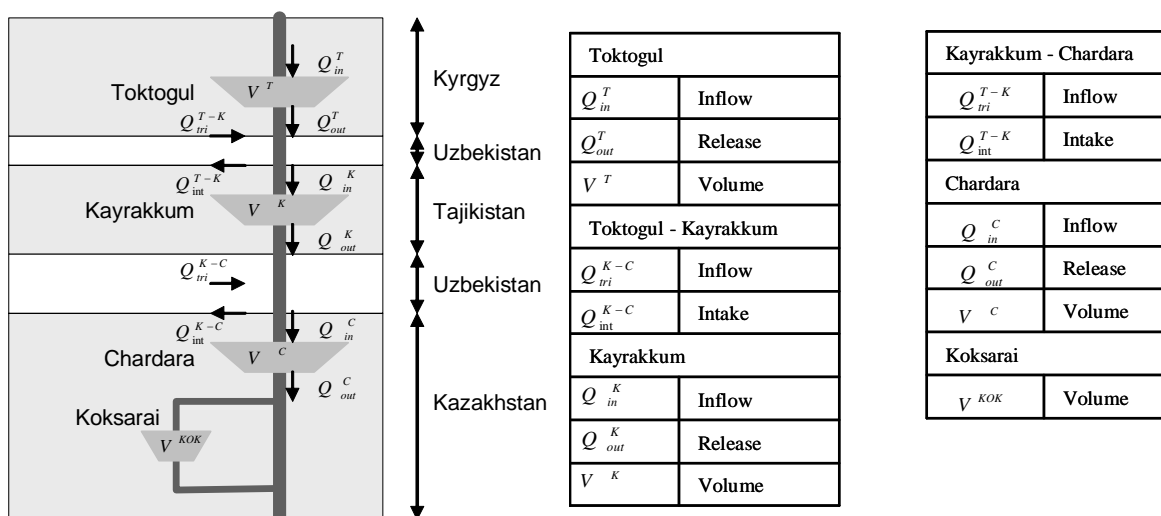 Q_in^T
Toktogul
V^T
Q_tri^{T-K}
Q_out^T
Q_int^{T-K}
Q_in^K
Kayrakkum
V^K
Q_out^K
Q_tri^{K-C}
Q_int^{K-C}
Q_in^C
Chardara
V^C
Q_out^C
Koksarai
V^KOK
Kyrgyz
Uzbekistan
Tajikistan
Uzbekistan
Kazakhstan
Toktogul
Q_in^T Inflow
Q_out^T Release
V^T Volume
Toktogul - Kayrakkum
Q_tri^{K-C} Inflow
Q_int^{K-C} Intake
Kayrakkum
Q_in^K Inflow
Q_out^K Release
V^K Volume
Kayrakkum - Chardara
Q_tri^{T-K} Inflow
Q_int^{T-K} Intake
Chardara
Q_in^C Inflow
Q_out^C Release
V^C Volume
Koksarai
V^KOK Volume